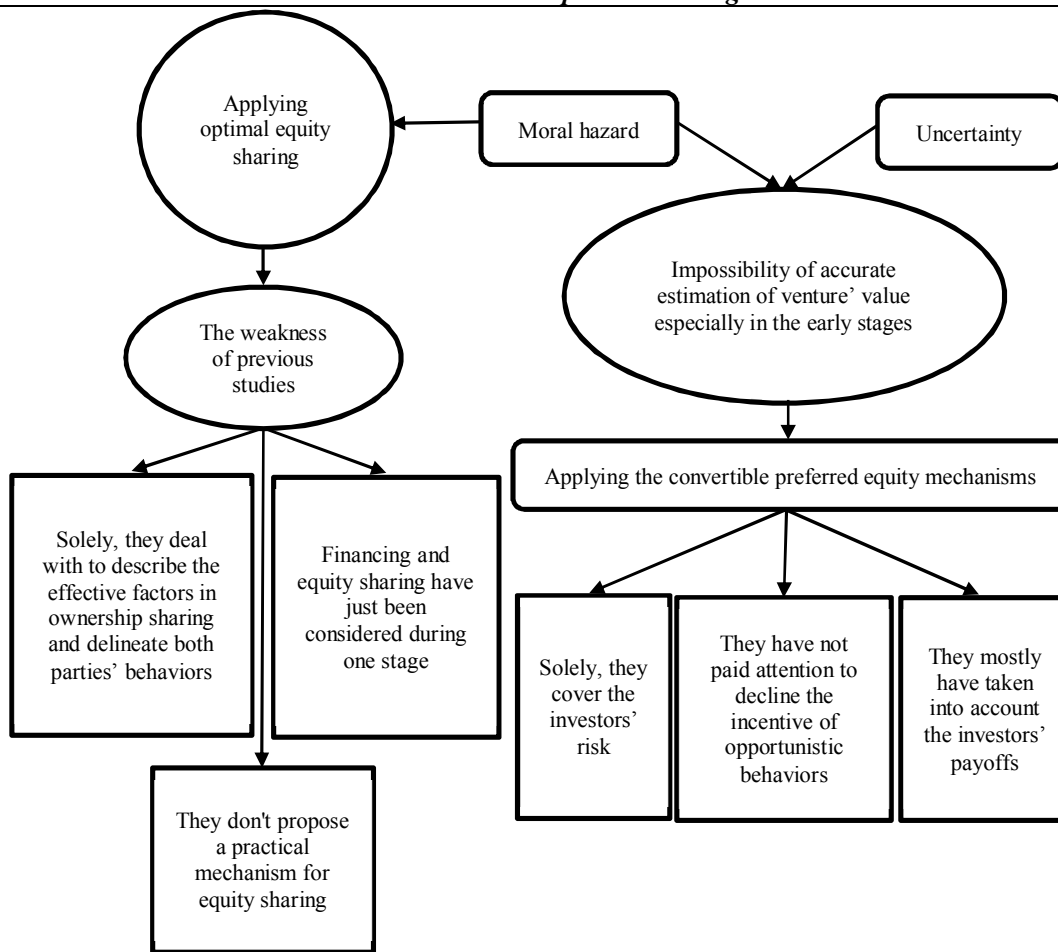 Applying
optimal equity
sharing
Moral hazard
Uncertainty
Impossibility of accurate
estimation of venture’ value
especially in the early stages
The weakness
of previous
studies
Applying the convertible preferred equity mechanisms
Solely, they deal
with to describe the
effective factors in
ownership sharing
and delineate both
parties’ behaviors
Financing and
equity sharing have
just been
considered during
one stage
Solely, they
cover the
investors’
risk
They have not
paid attention to
decline the
incentive of
opportunistic
behaviors
They mostly
have taken
into account
the investors’
payoffs
They don't propose
a practical
mechanism for
equity sharing